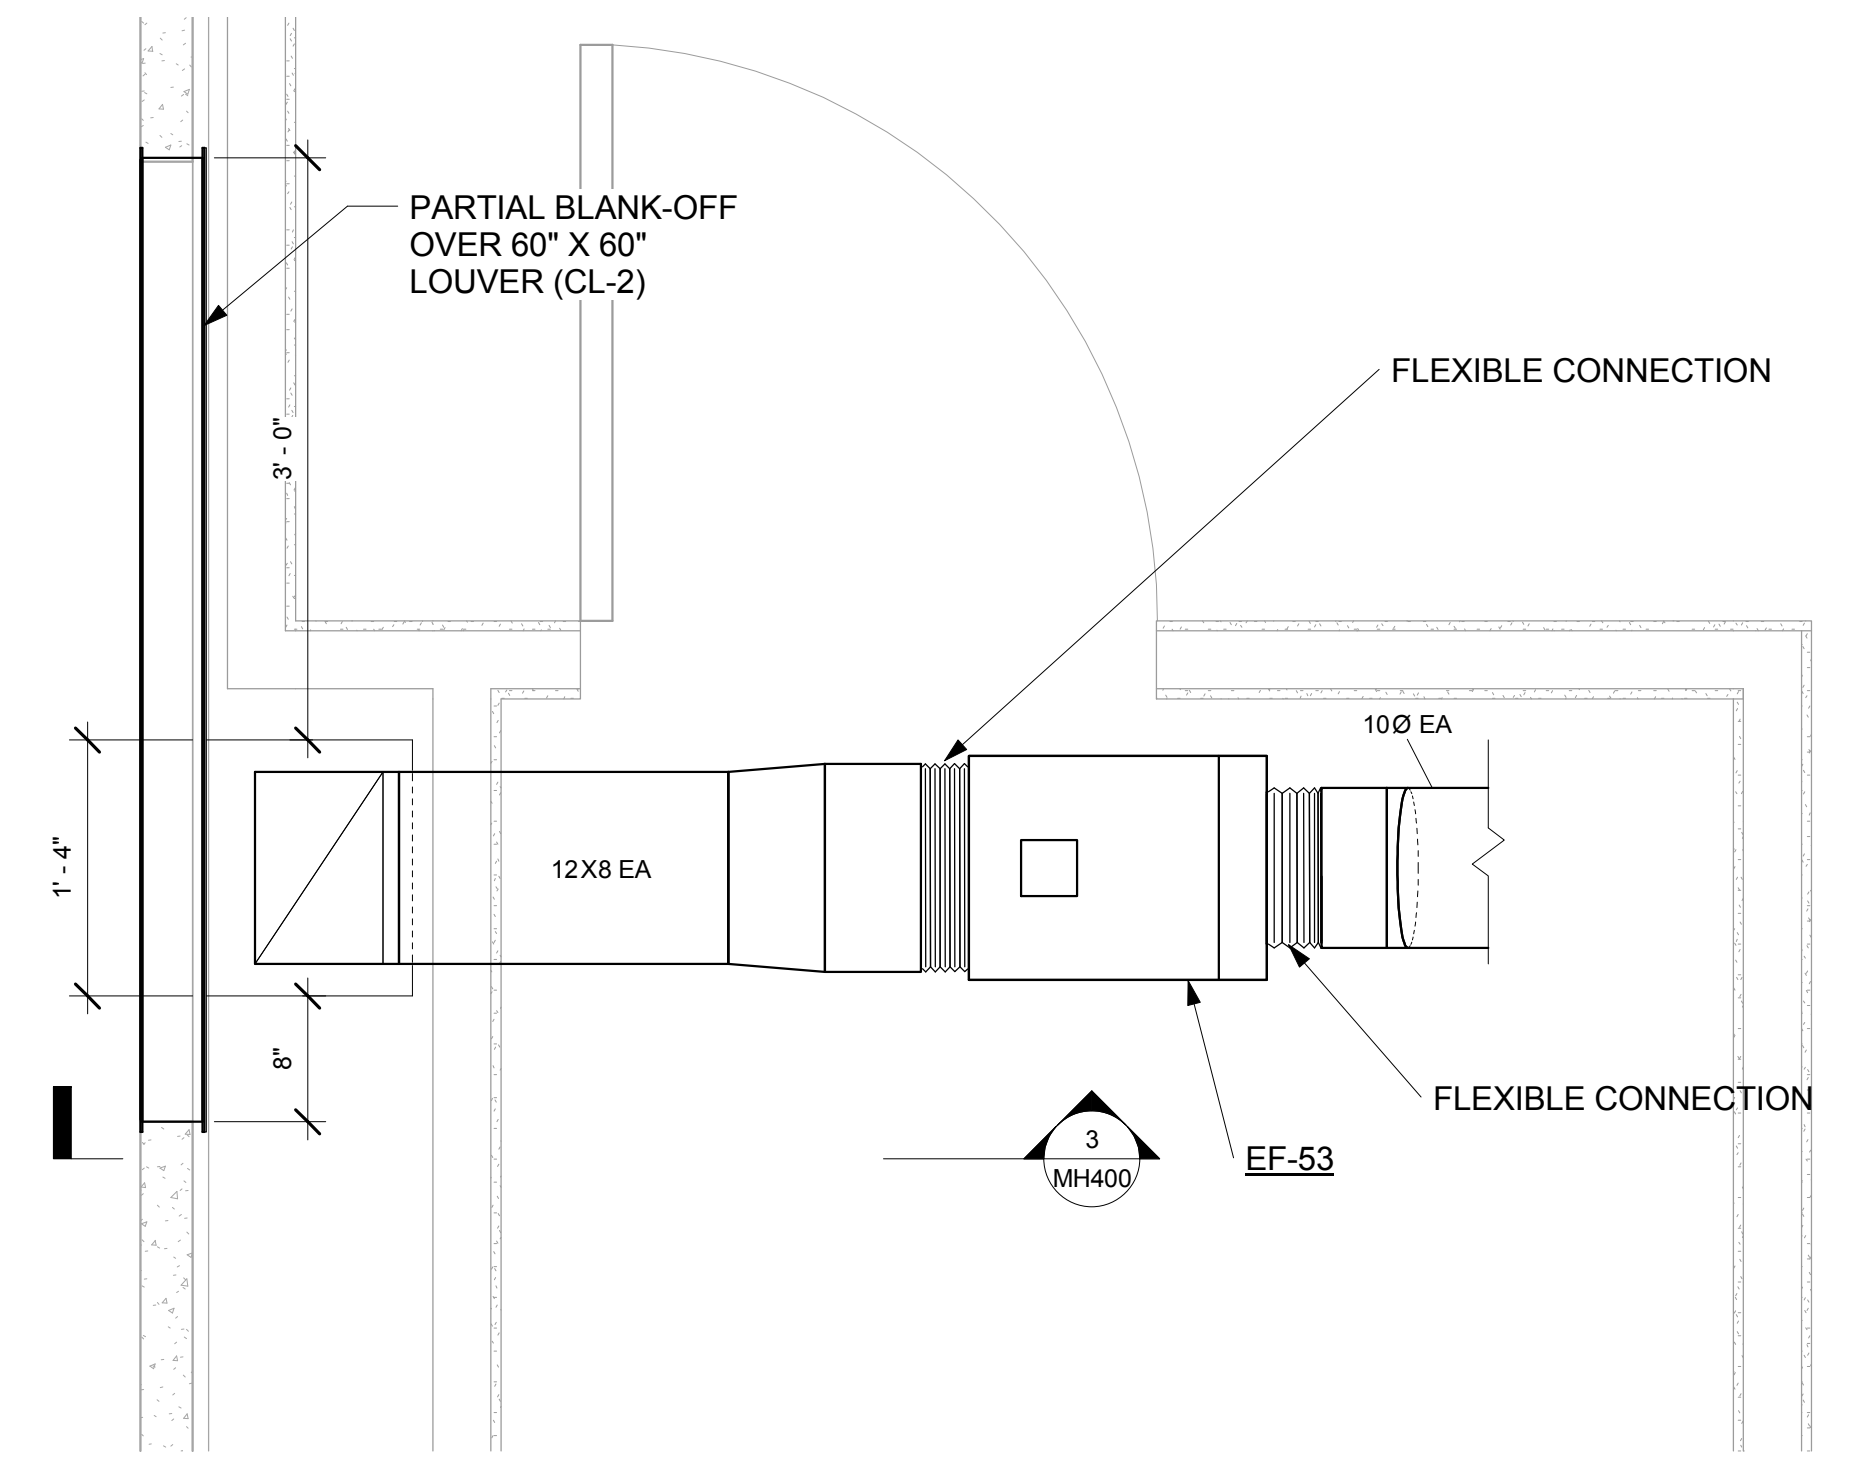 PARTIAL BLANK-OFF
OVER 60" X 60"
LOUVER (CL-2)
FLEXIBLE CONNECTION
3' - 0"
10Ø EA
1' - 4"
12X8 EA
8"
FLEXIBLE CONNECTION
3
MH400
EF-53